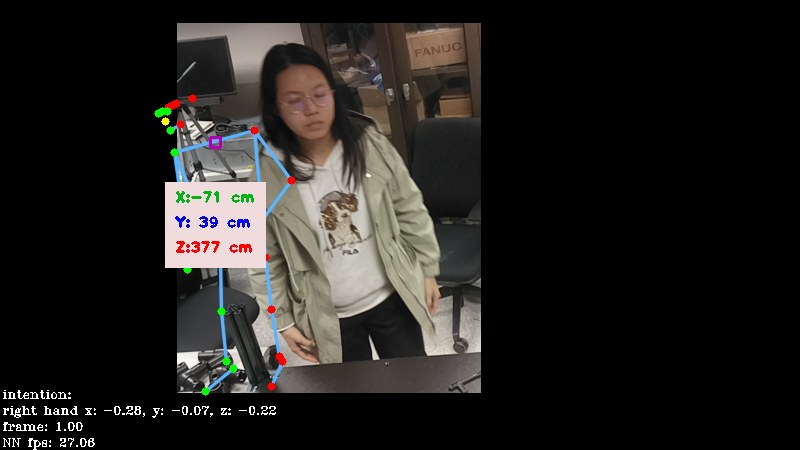 FANUC
FILA
X:-71 cm
Y: 39 cm
Z:377 cm
intention:
right hand x: -0.28, y: -0.07, z: -0.22
frame: 1.00
NN fps: 27.06